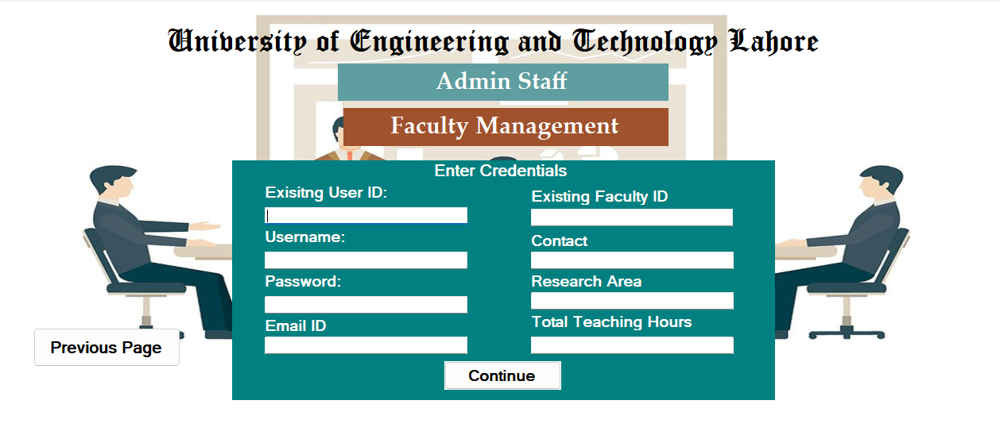 University of Engineering and Technology Lahore
Admin Staff
Faculty Management
Enter Credentials
Exisitng User ID:
Existing Faculty ID
Username:
Contact
Password:
Research Area
Email ID
Total Teaching Hours
Previous Page
Continue